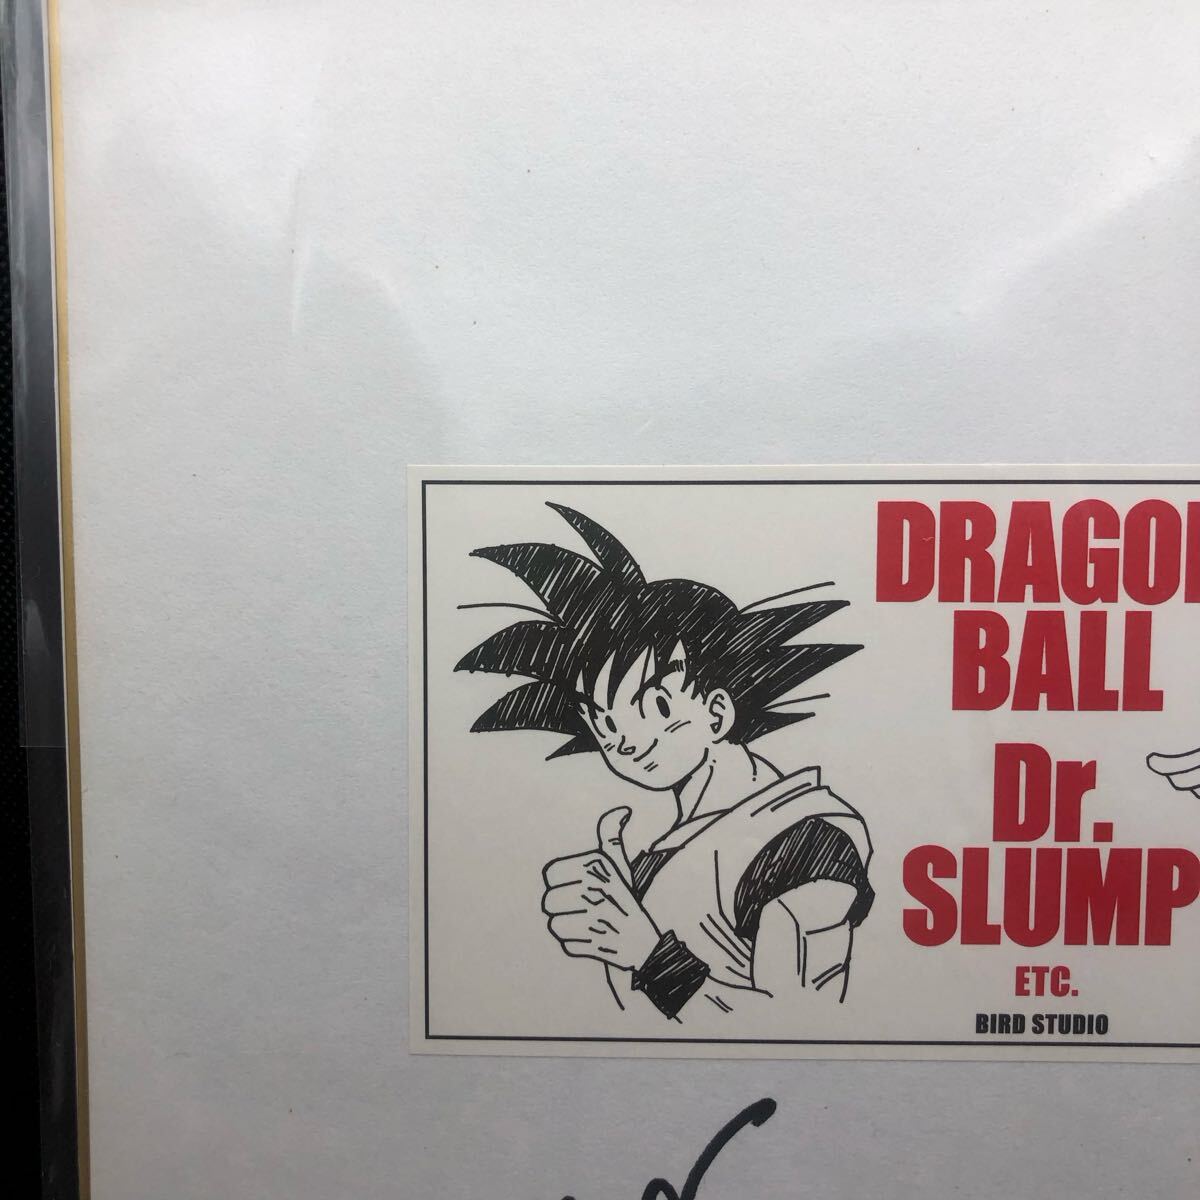 DRAGON
BALL
Dr.
SLUMP
ETC.
BIRD STUDIO